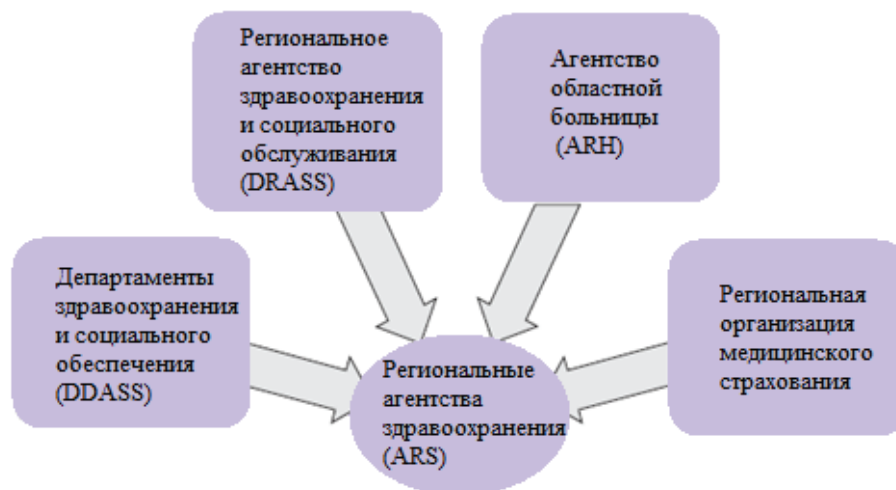 Региональное
агентство
здравоохранения
и социального
обслуживания
(DRASS)
Агентство
областной
больницы
(ARH)
Департаменты
здравоохранения
и социального
обеспечения
(DDASS)
Региональная
организация
медицинского
страхования
Региональные
агентства
здравоохранения
(ARS)